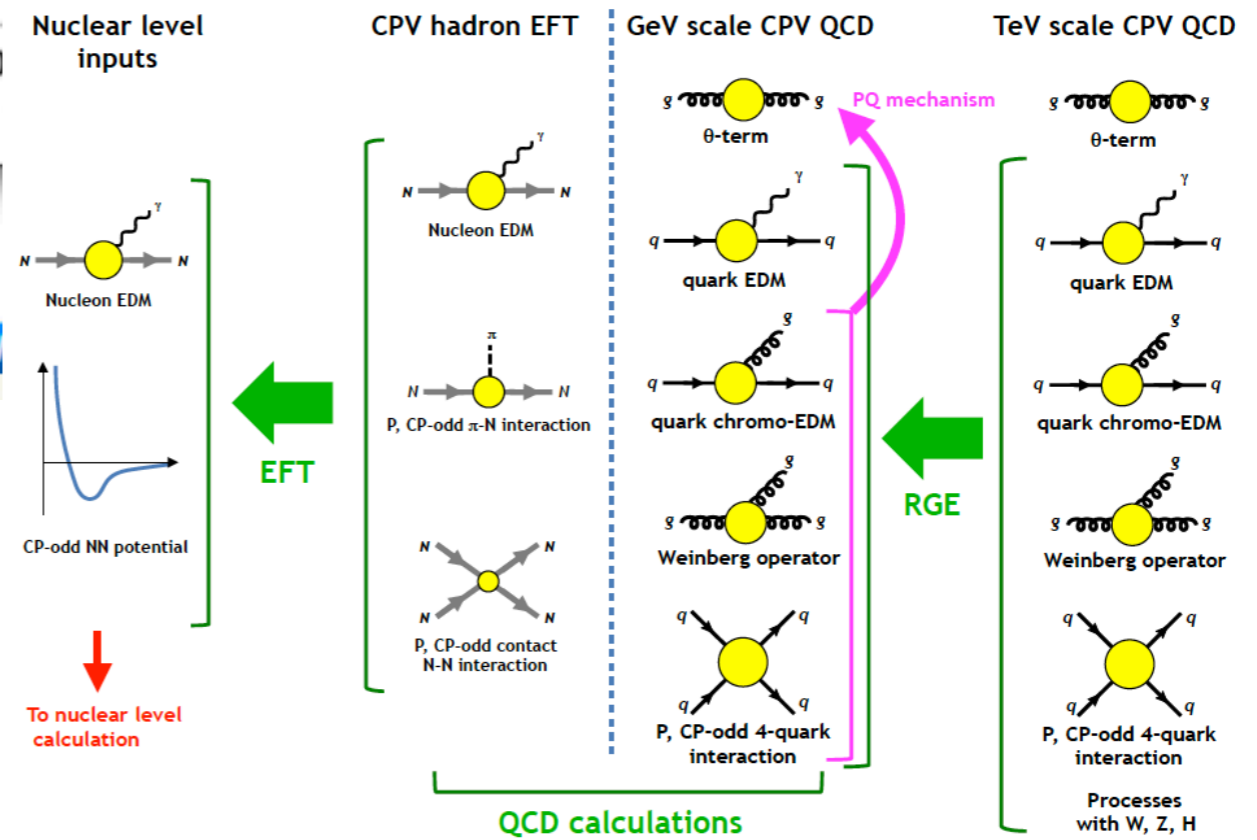 Nuclear level
inputs
N
γ
N
Nucleon EDM
CP-odd NN potential
To nuclear level
calculation
EFT
CPV hadron EFT
N
γ
N
Nucleon EDM
π
N
N
P, CP-odd π-N interaction
N
N
N
N
P, CP-odd contact
N-N interaction
QCD calculations
GeV scale CPV QCD
g
g
θ-term
PQ mechanism
γ
q
q
quark EDM
g
q
q
quark chromo-EDM
g
g
g
Weinberg operator
q
q
q
q
P, CP-odd 4-quark
interaction
RGE
TeV scale CPV QCD
g
g
θ-term
γ
q
q
quark EDM
g
q
q
quark chromo-EDM
g
g
g
Weinberg operator
q
q
q
q
P, CP-odd 4-quark
interaction
Processes
with W, Z, H